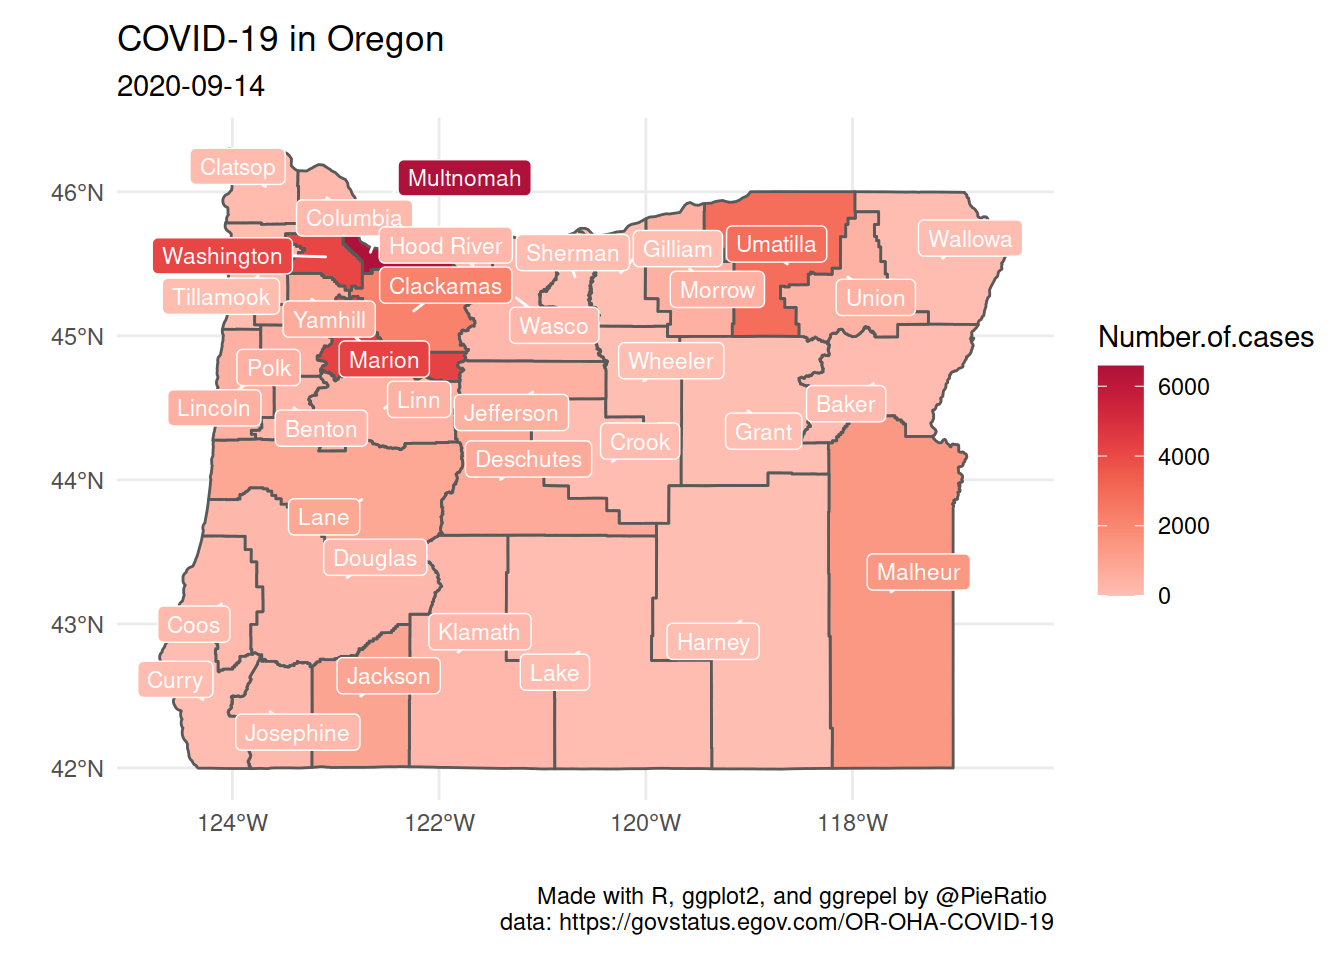 COVID-19 in Oregon
2020-09-14
46°N
45°N
44°N
43°N
42°N
124°W
122°W
120°W
118°W
Clatsop
Multnomah
Columbia
Washington
Hood River
Sherman
Gilliam
Umatilla
Wallowa
Tillamook
Clackamas
Morrow
Union
Yamhill
Wasco
Marion
Wheeler
Polk
Lincoln
Linn
Jefferson
Baker
Benton
Crook
Grant
Deschutes
Lane
Douglas
Malheur
Coos
Klamath
Harney
Curry
Jackson
Lake
Josephine
Number.of.cases
6000
4000
2000
0
Made with R, ggplot2, and ggrepel by @PieRatio
data: https://govstatus.egov.com/OR-OHA-COVID-19